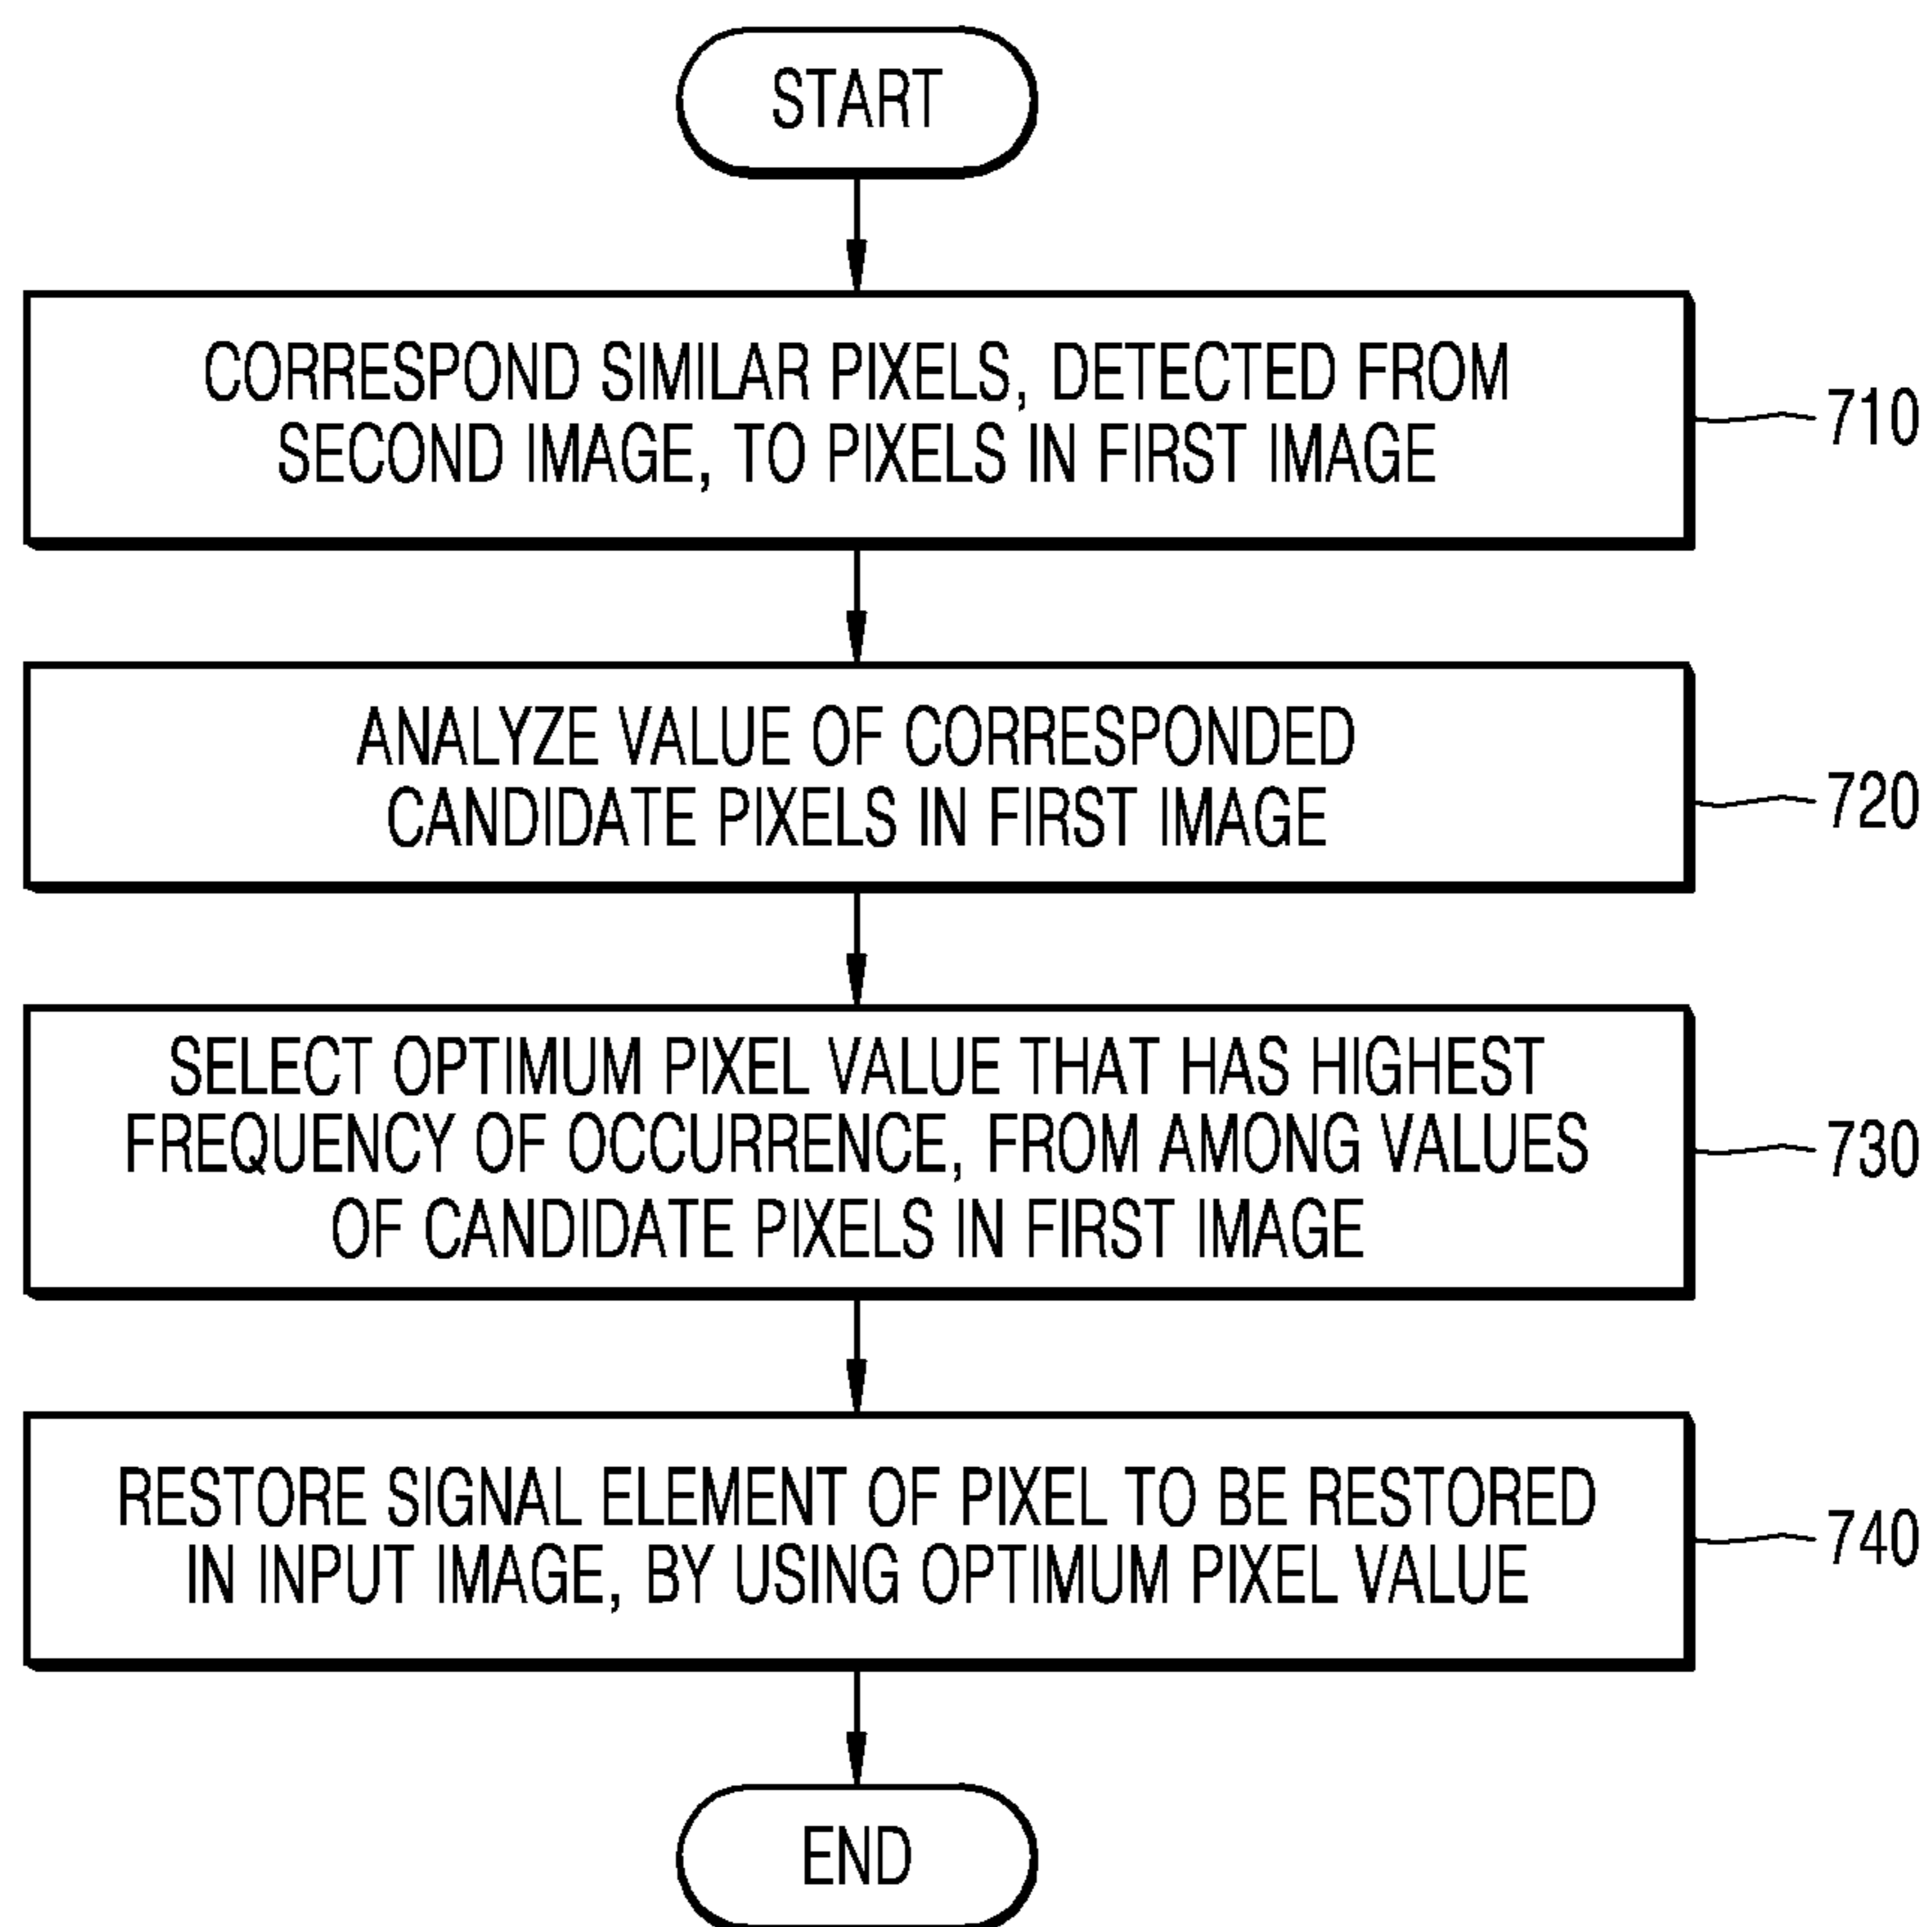 START
CORRESPOND SIMILAR PIXELS, DETECTED FROM
SECOND IMAGE, TO PIXELS IN FIRST IMAGE
710
ANALYZE VALUE OF CORRESPONDED
CANDIDATE PIXELS IN FIRST IMAGE
720
SELECT OPTIMUM PIXEL VALUE THAT HAS HIGHEST
FREQUENCY OF OCCURRENCE, FROM AMONG VALUES
OF CANDIDATE PIXELS IN FIRST IMAGE
730
RESTORE SIGNAL ELEMENT OF PIXEL TO BE RESTORED
IN INPUT IMAGE, BY USING OPTIMUM PIXEL VALUE
740
END